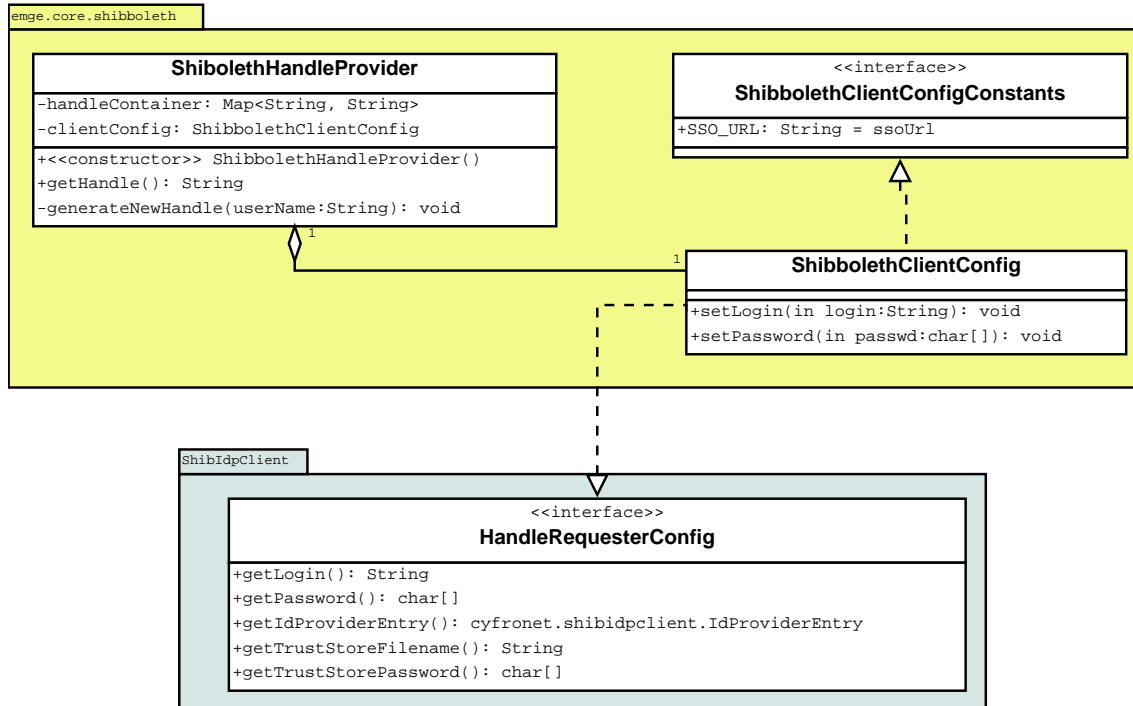 emge.core.shibboleth
ShibolethHandleProvider
-handleContainer: Map<String, String>
-clientConfig: ShibbolethClientConfig
+<<constructor>> ShibbolethHandleProvider()
+getHandle(): String
-generateNewHandle(userName:String): void
<<interface>>
ShibbolethClientConfigConstants
+SSO_URL: String = ssoUrl
1
1
ShibbolethClientConfig
+setLogin(in login:String): void
+setPassword(in passwd:char[]): void
ShibIdpClient
<<interface>>
HandleRequesterConfig
+getLogin(): String
+getPassword(): char[]
+getIdProviderEntry(): cyfronet.shibidpclient.IdProviderEntry
+getTrustStoreFilename(): String
+getTrustStorePassword(): char[]